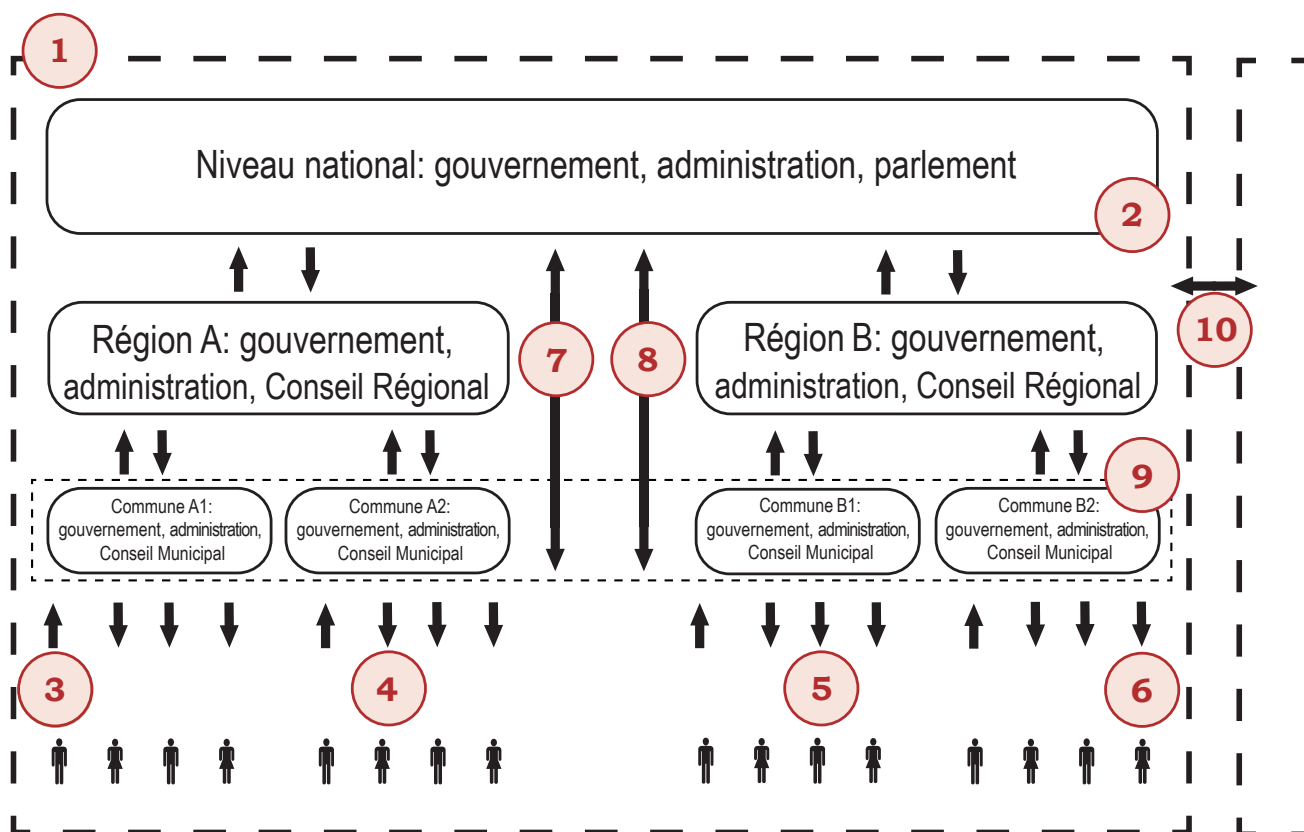 1
Niveau national: gouvernement, administration, parlement
2
Région A: gouvernement,
administration, Conseil Régional
7
8
Région B: gouvernement,
administration, Conseil Régional
10
9
Commune A1:
gouvernement, administration,
Conseil Municipal
Commune A2:
gouvernement, administration,
Conseil Municipal
Commune B1:
gouvernement, administration,
Conseil Municipal
Commune B2:
gouvernement, administration,
Conseil Municipal
3
4
5
6